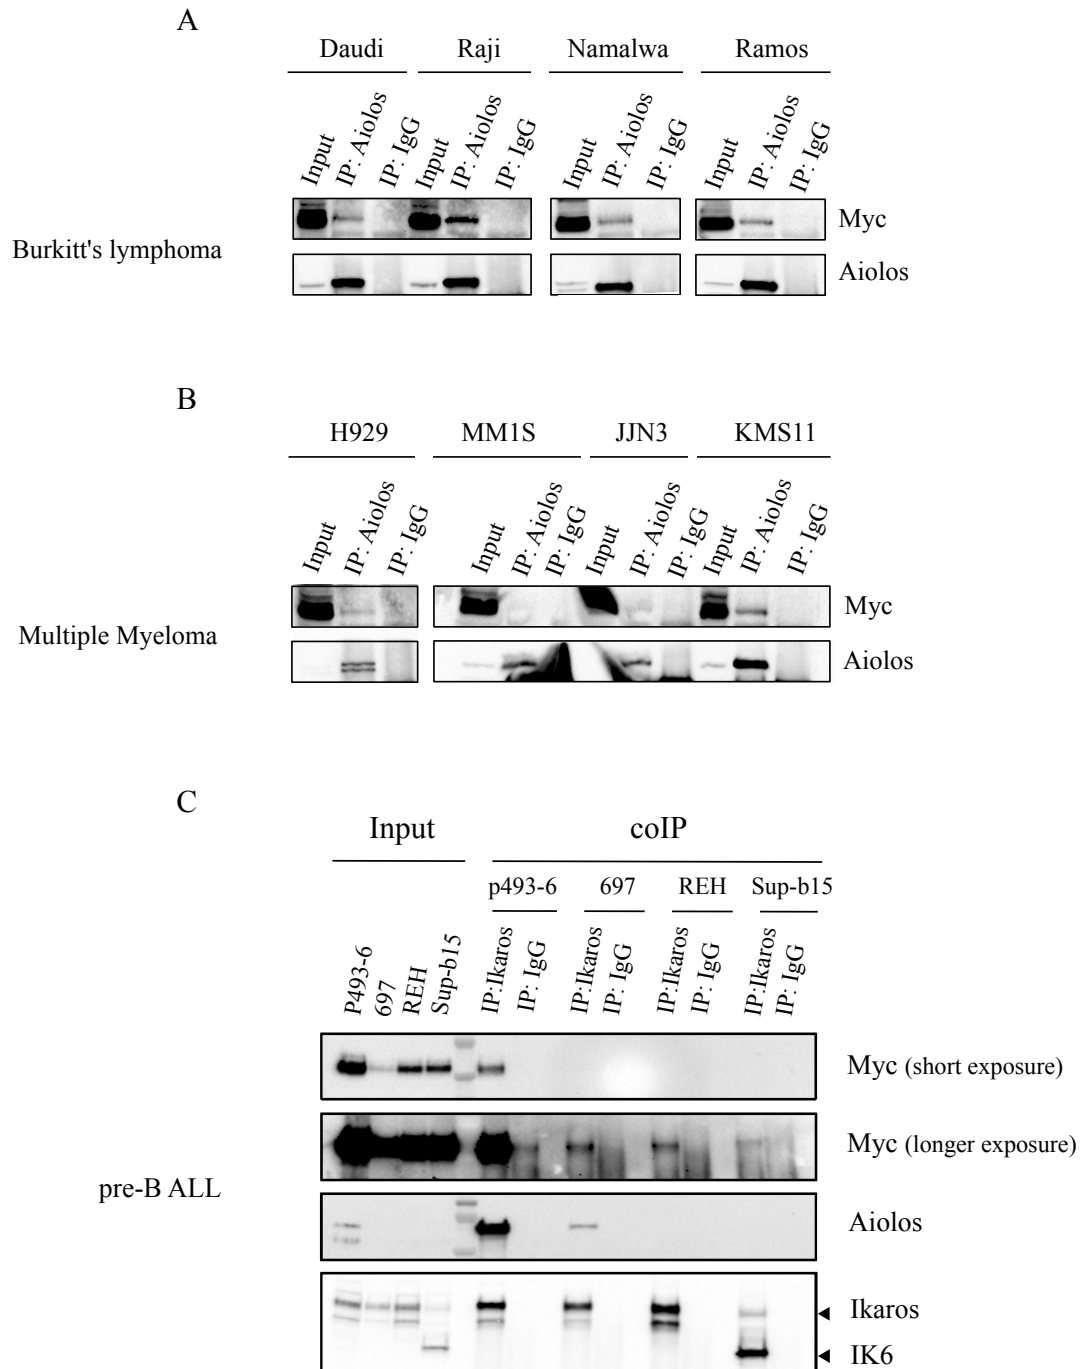 A
Daudi Raji Namalwa Ramos
Input IP: Aiolos IP: IgG Input IP: Aiolos IP: IgG Input IP: Aiolos IP: IgG Input IP: Aiolos IP: IgG
Myc
Burkitt's lymphoma
Aiolos
B
H929 MM1S JJN3 KMS11
Input IP: Aiolos IP: IgG Input IP: Aiolos IP: IgG Input IP: Aiolos IP: IgG Input IP: Aiolos IP: IgG
Myc
Multiple Myeloma
Aiolos
C
Input coIP
p493-6 697 REH Sup-b15
P493-6 697 REH Sup-b15 IP:Ikaros IP: IgG IP:Ikaros IP: IgG IP:Ikaros IP: IgG IP:Ikaros IP: IgG
Myc (short exposure)
Myc (longer exposure)
pre-B ALL
Aiolos
Ikaros
IK6